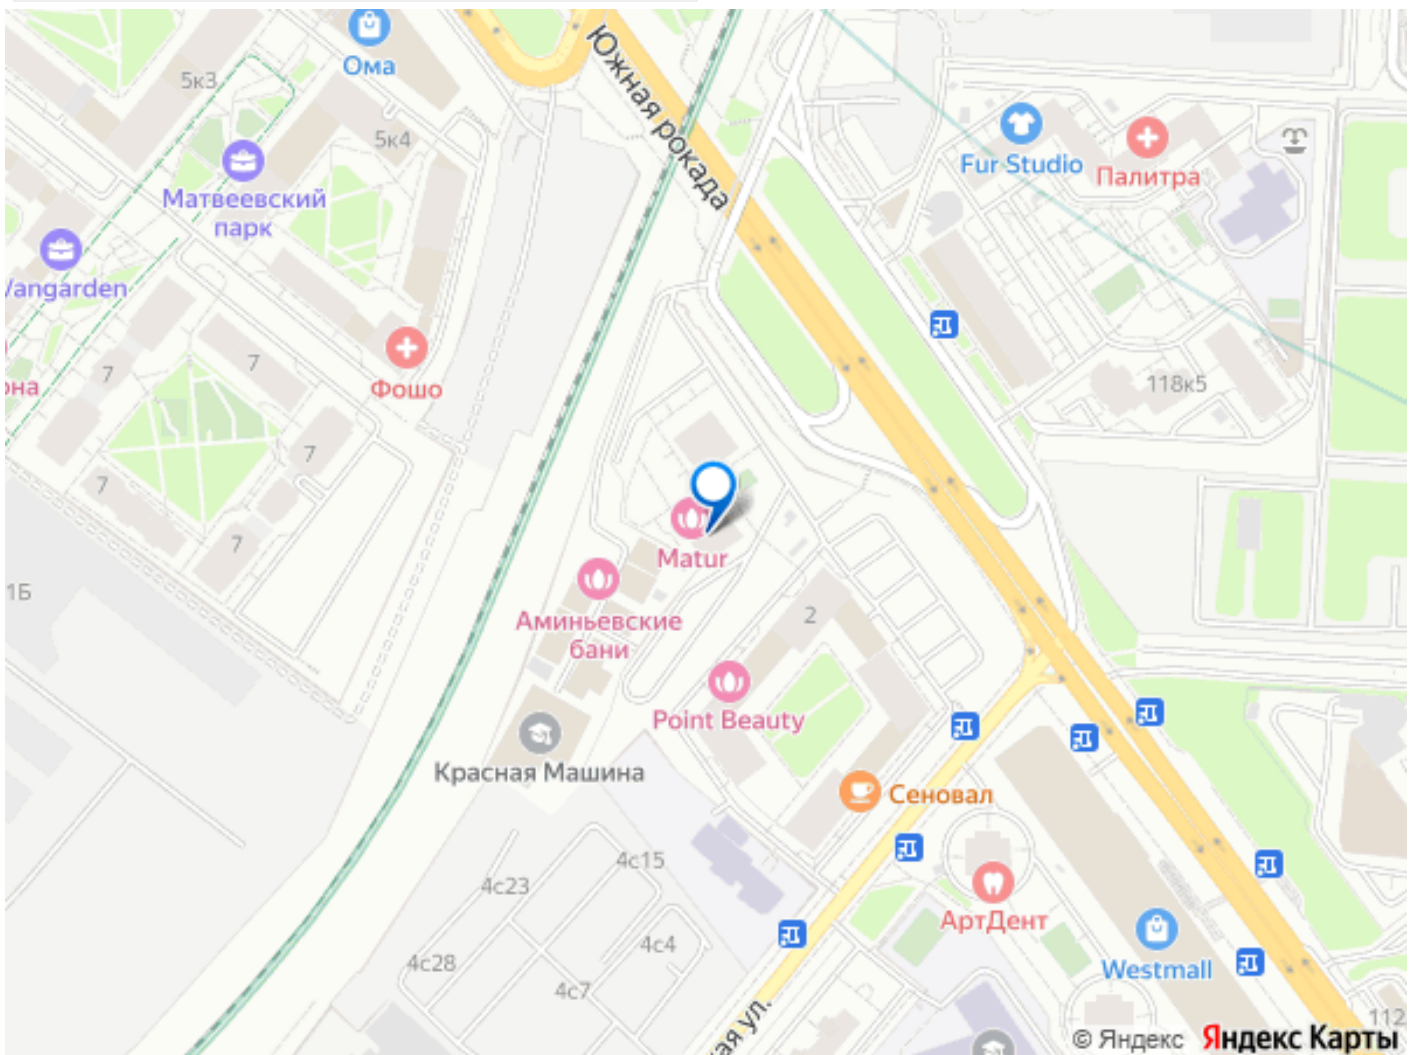 Ома
5к3
5к4
Южная рокада
Матвеевский
парк
Fur Studio
Палитра
Vangarden
7
7
Фошо
она
118к5
7
7
7
Matur
1Б
Аминьевские
бани
2
Point Beauty
Красная Машина
Сеновал
4с15
4с23
АртДент
4с4
4с28
Westmall
4с7
ая ул.
112
© Яндекс Яндекс Карты